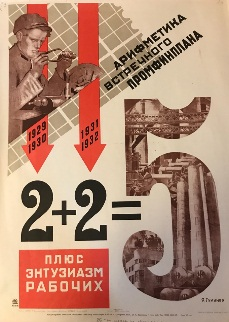 АРИФМЕТИКА
ВСТРЕЧНОГО
ПРОМФИНПЛАНА
1929
1930
1931
1932
2+2=5
ПЛЮС
ЭНТУЗИАЗМ
РАБОЧИХ